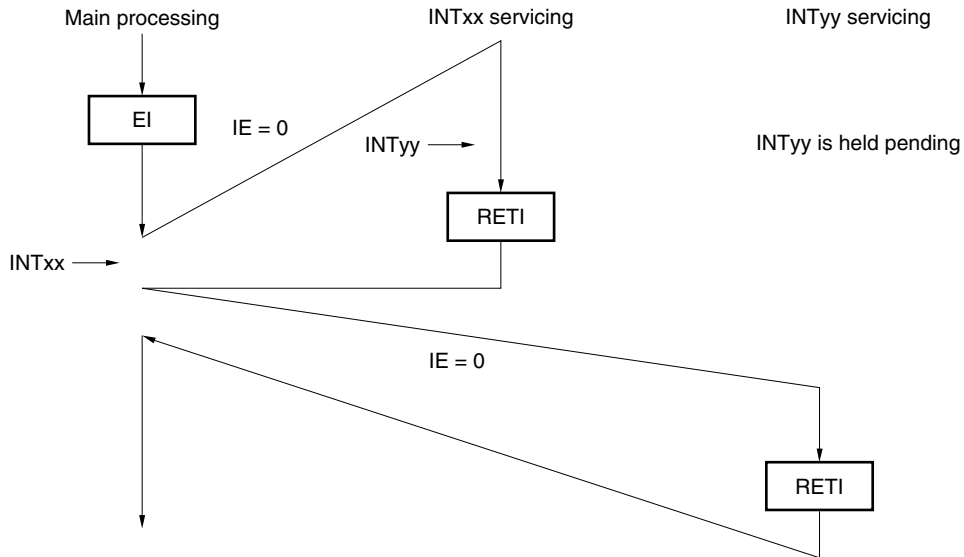 Main processing
INTxx servicing
INTyy servicing
EI
IE = 0
INTyy
INTyy is held pending
RETI
INTxx
IE = 0
RETI